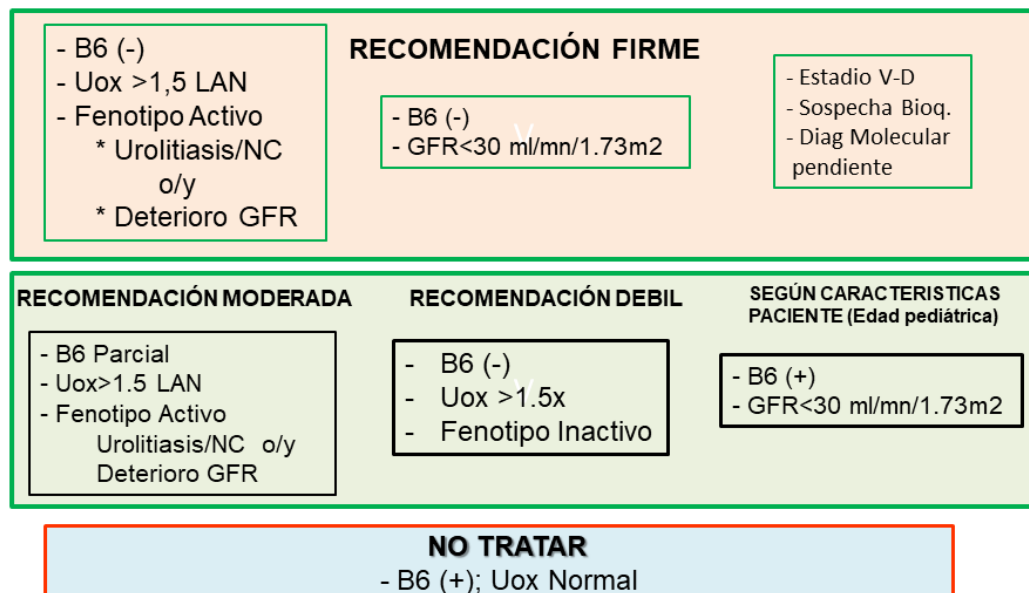 RECOMENDACIÓN FIRME
- B6 (-)
- Uox >1,5 LAN
- Fenotipo Activo
* Urolitiasis/NC
o/y
* Deterioro GFR
- B6 (-)
- GFR<30 ml/mn/1.73m2
- Estadio V-D
- Sospecha Bioq.
- Diag Molecular
pendiente
RECOMENDACIÓN MODERADA
- B6 Parcial
- Uox>1.5 LAN
- Fenotipo Activo
Urolitiasis/NC o/y
Deterioro GFR
RECOMENDACIÓN DEBIL
- B6 (-)
- Uox >1.5x
- Fenotipo Inactivo
SEGÚN CARACTERISTICAS
PACIENTE (Edad pediátrica)
- B6 (+)
- GFR<30 ml/mn/1.73m2
NO TRATAR
- B6 (+); Uox Normal